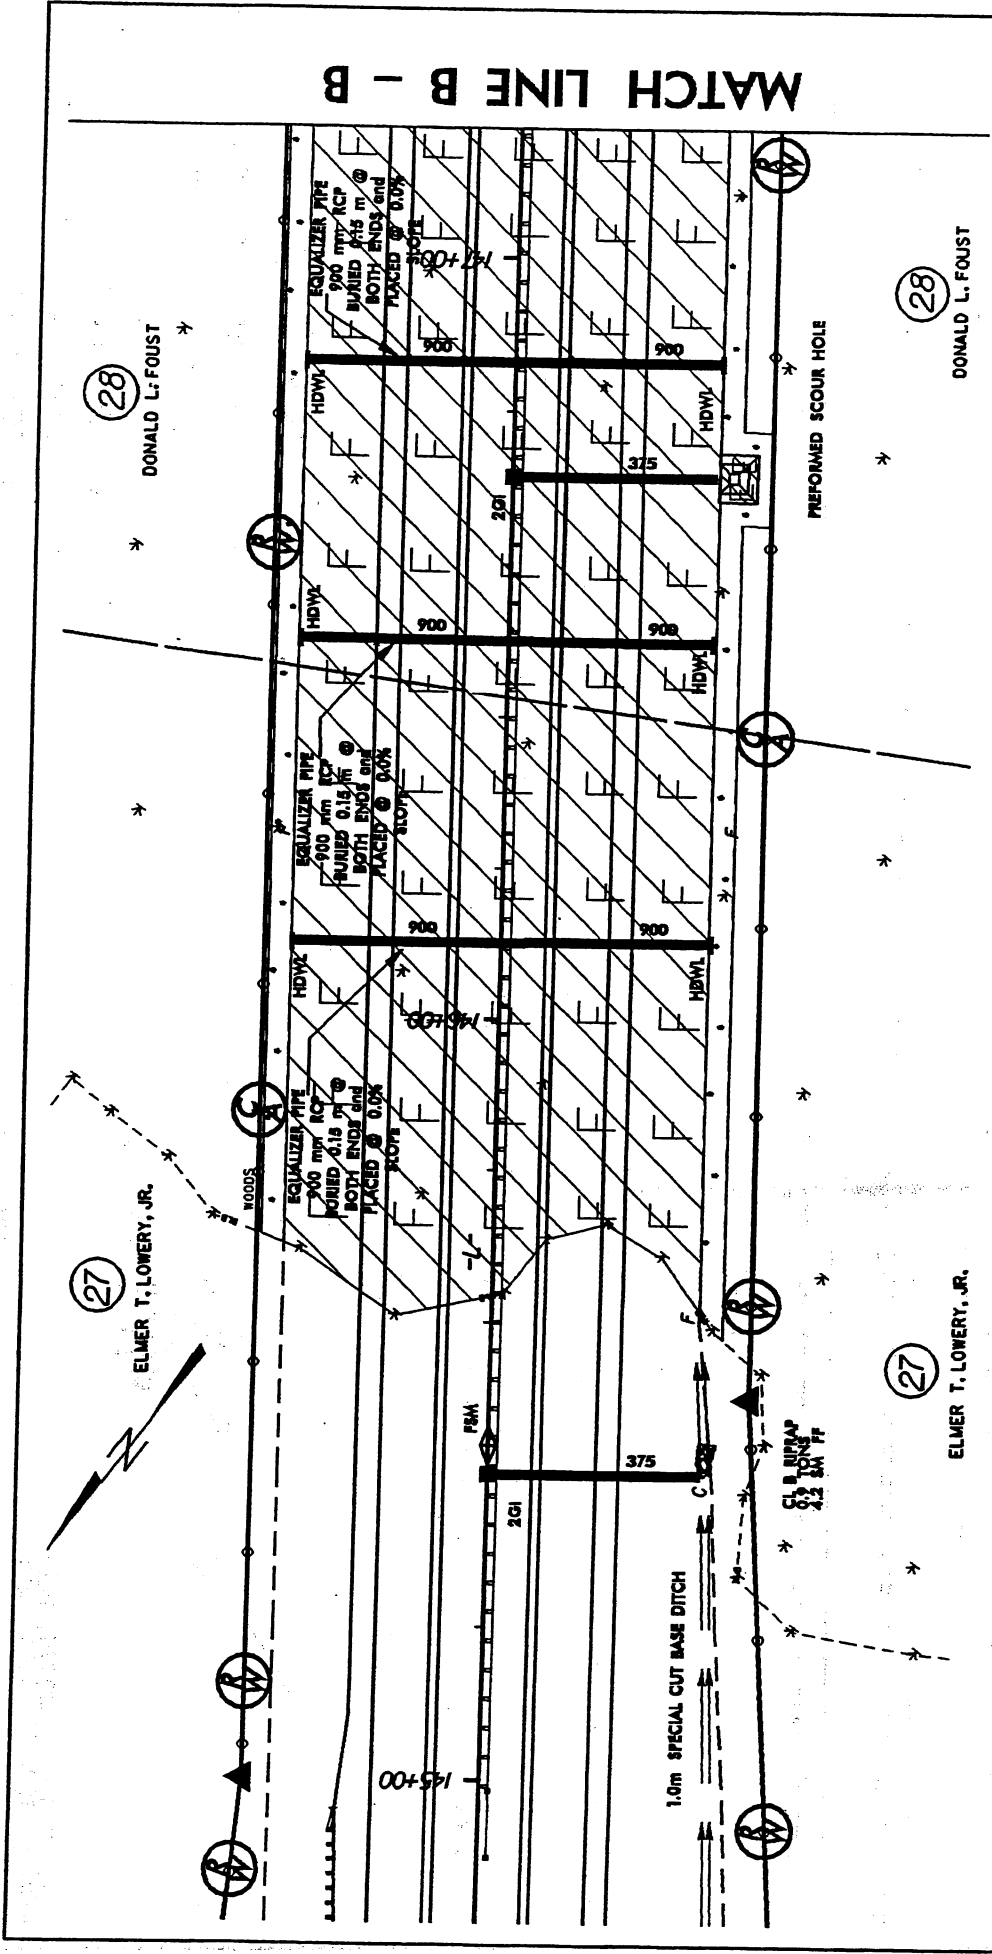 MATCH LINE B - B
EQUALIZER PIPE
900 mm RCP
BURIED 0.15 m @
BOTH ENDS and
PLACED @ 0.0%
SLOPE
147+00
R/W
28
DONALD L. FOUST
28
DONALD L. FOUST
900
900
HDWL
HDWL
PREFORMED SCOUR HOLE
375
2GI
R/W
HDWL
900
900
HDWL
C/A
EQUALIZER PIPE
900 mm RCP
BURIED 0.15 m @
BOTH ENDS and
PLACED @ 0.0%
SLOPE
F
900
900
HDWL
HDWL
146+00
C/A
EQUALIZER PIPE
900 mm RCP
BURIED 0.15 m @
BOTH ENDS and
PLACED @ 0.0%
SLOPE
WOODS
-L-
27
ELMER T. LOWERY, JR.
27
ELMER T. LOWERY, JR.
R/W
F
N
PSM
375
2GI
C
CL B RIPRAP
0.9 TONS
4.2 SM FF
1.0m SPECIAL CUT BASE DITCH
R/W
145+00
R/W
R/W